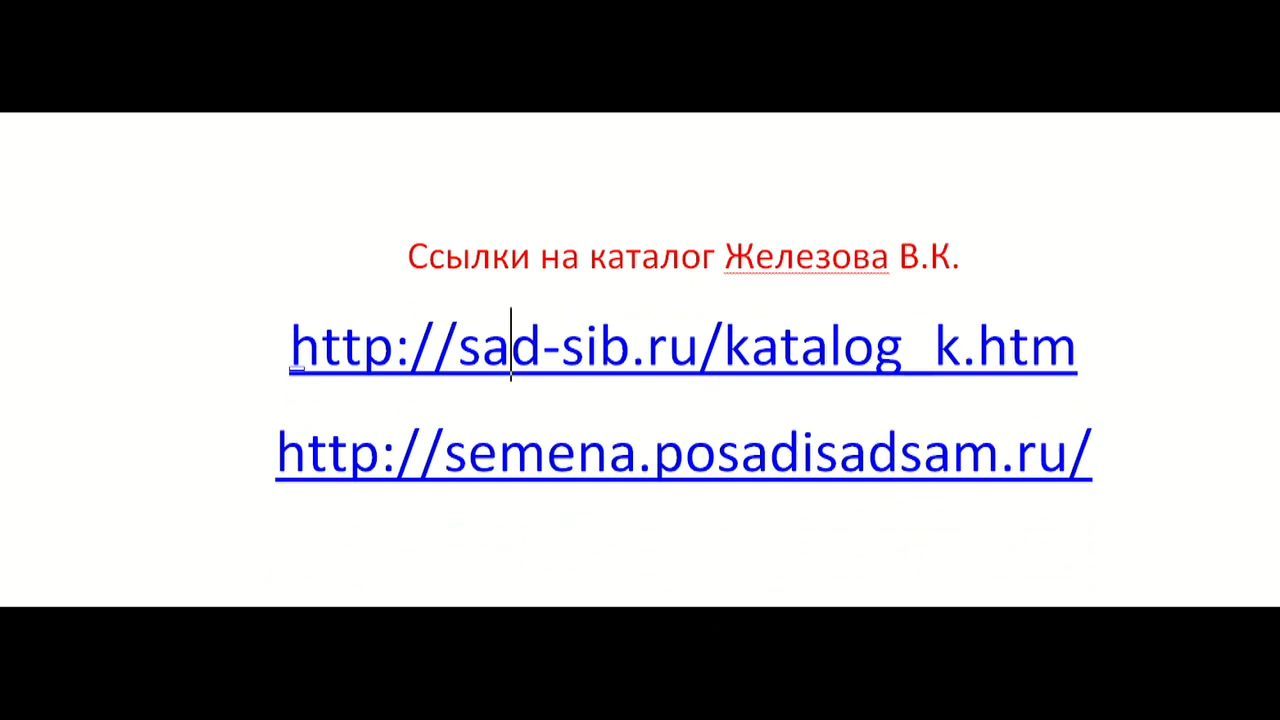 Ссылки на каталог Железова В.К.
http://sad-sib.ru/katalog_k.htm
http://semena.posadisadsam.ru/